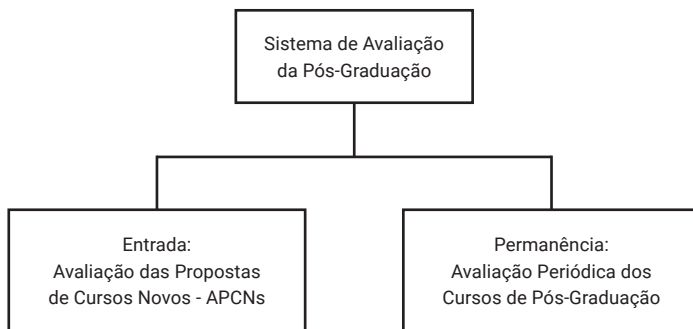 Sistema de Avaliação
da Pós-Graduação
Entrada:
Avaliação das Propostas
de Cursos Novos - APCNs
Permanência:
Avaliação Periódica dos
Cursos de Pós-Graduação